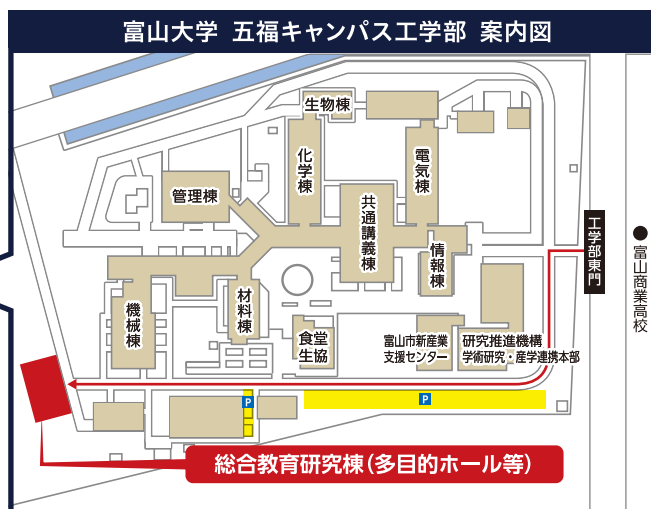 富山大学 五福キャンパス工学部 案内図
生物棟
化学棟
電気棟
管理棟
共通講義棟
工学部東門
情報棟
●富山商業高校
材料棟
機械棟
食堂
生協
富山市新産業
支援センター
研究推進機構
学術研究・産学連携本部
P
P
総合教育研究棟(多目的ホール等)